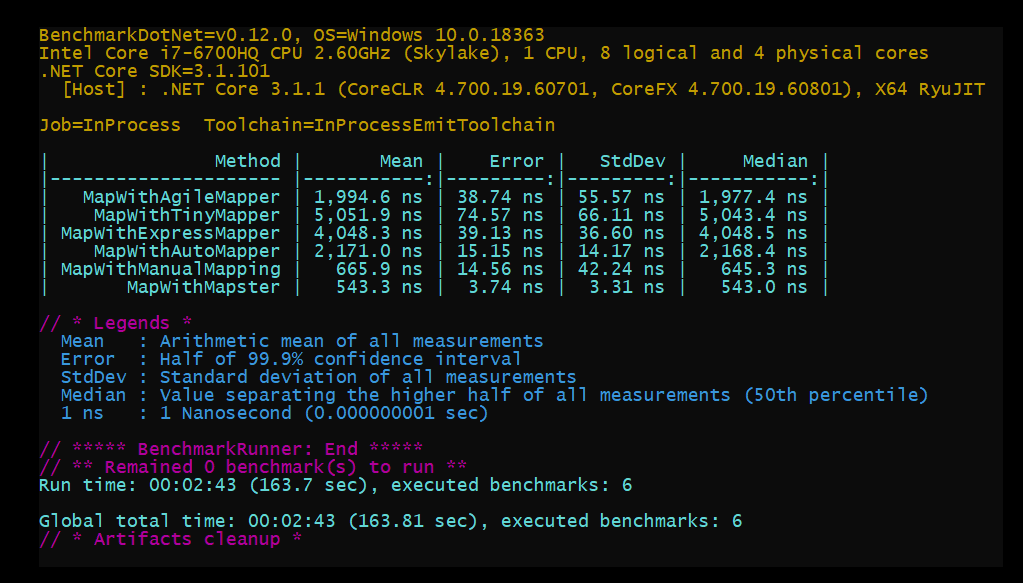 BenchmarkDotNet=v0.12.0, OS=Windows 10.0.18363
Intel Core i7-6700HQ CPU 2.60GHz (Skylake), 1 CPU, 8 logical and 4 physical cores
.NET Core SDK=3.1.101
  [Host] : .NET Core 3.1.1 (CoreCLR 4.700.19.60701, CoreFX 4.700.19.60801), X64 RyuJIT

Job=InProcess  Toolchain=InProcessEmitToolchain

|               Method |       Mean |    Error |   StdDev |     Median |
|--------------------- |-----------:|---------:|---------:|-----------:|
|   MapWithAgileMapper | 1,994.6 ns | 38.74 ns | 55.57 ns | 1,977.4 ns |
|    MapWithTinyMapper | 5,051.9 ns | 74.57 ns | 66.11 ns | 5,043.4 ns |
| MapWithExpressMapper | 4,048.3 ns | 39.13 ns | 36.60 ns | 4,048.5 ns |
|    MapWithAutoMapper | 2,171.0 ns | 15.15 ns | 14.17 ns | 2,168.4 ns |
| MapWithManualMapping |   665.9 ns | 14.56 ns | 42.24 ns |   645.3 ns |
|       MapWithMapster |   543.3 ns |  3.74 ns |  3.31 ns |   543.0 ns |

// * Legends *
  Mean   : Arithmetic mean of all measurements
  Error  : Half of 99.9% confidence interval
  StdDev : Standard deviation of all measurements
  Median : Value separating the higher half of all measurements (50th percentile)
  1 ns   : 1 Nanosecond (0.000000001 sec)

// ***** BenchmarkRunner: End *****
// ** Remained 0 benchmark(s) to run **
Run time: 00:02:43 (163.7 sec), executed benchmarks: 6

Global total time: 00:02:43 (163.81 sec), executed benchmarks: 6
// * Artifacts cleanup *